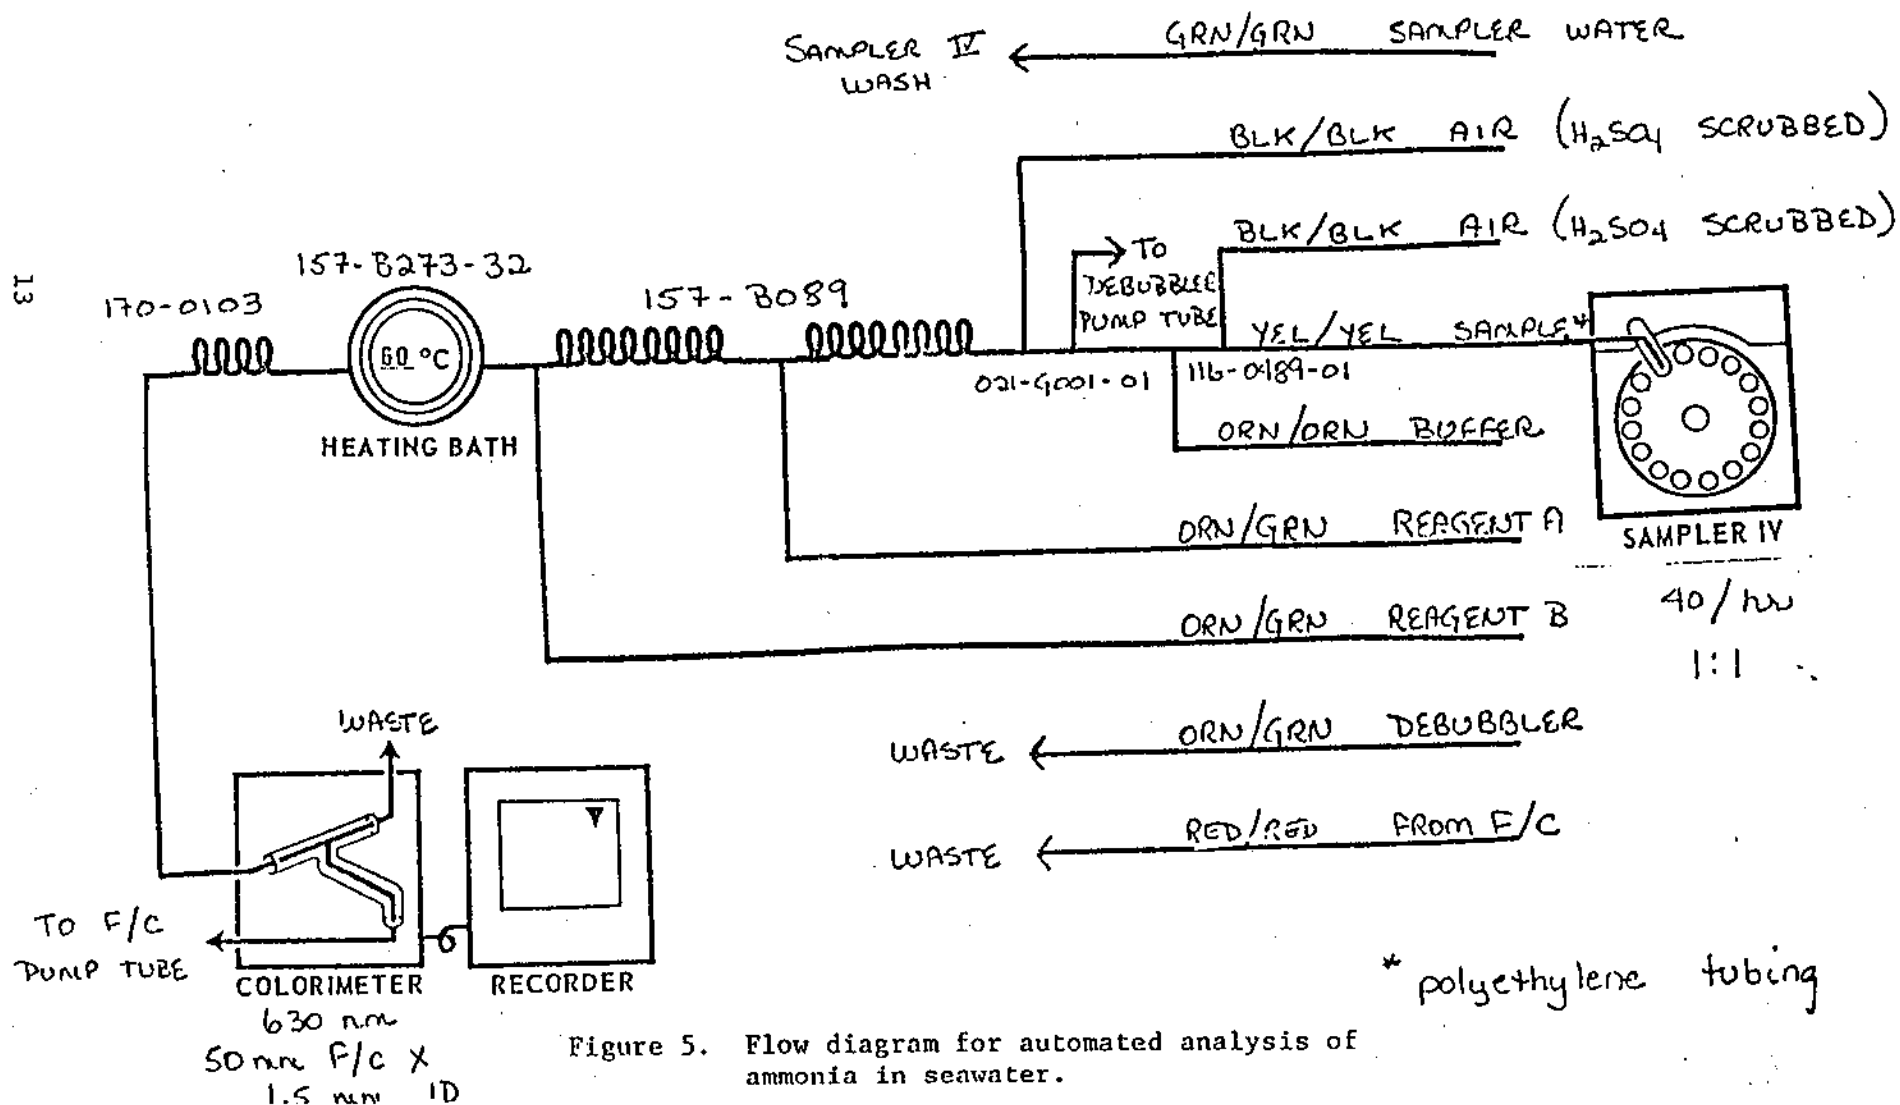 GRN/GRN SAMPLER WATER
SAMPLER IV
WASH
BLK/BLK AIR (H2SO4 SCRUBBED)
BLK/BLK AIR (H2SO4 SCRUBBED)
TO
DEBUBBLER
PUMP TUBE
13
157-B273-32
170-0103
157-B089
60 °C
YEL/YEL SAMPLE*
021-G001-01
116-0489-01
HEATING BATH
ORN/ORN BUFFER
ORN/GRN REAGENT A
SAMPLER IV
40/hr
1:1
ORN/GRN REAGENT B
WASTE
ORN/GRN DEBUBBLER
WASTE
RED/RED FROM F/C
WASTE
TO F/C
PUMP TUBE
COLORIMETER
RECORDER
630 nm
50 mm F/C X
1.5 mm ID
* polyethylene tubing
Figure 5. Flow diagram for automated analysis of
ammonia in seawater.